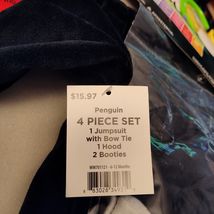 $15.97
Penguin
4 PIECE SET
1 Jumpsuit
with Bow Tie
1 Hood
2 Booties